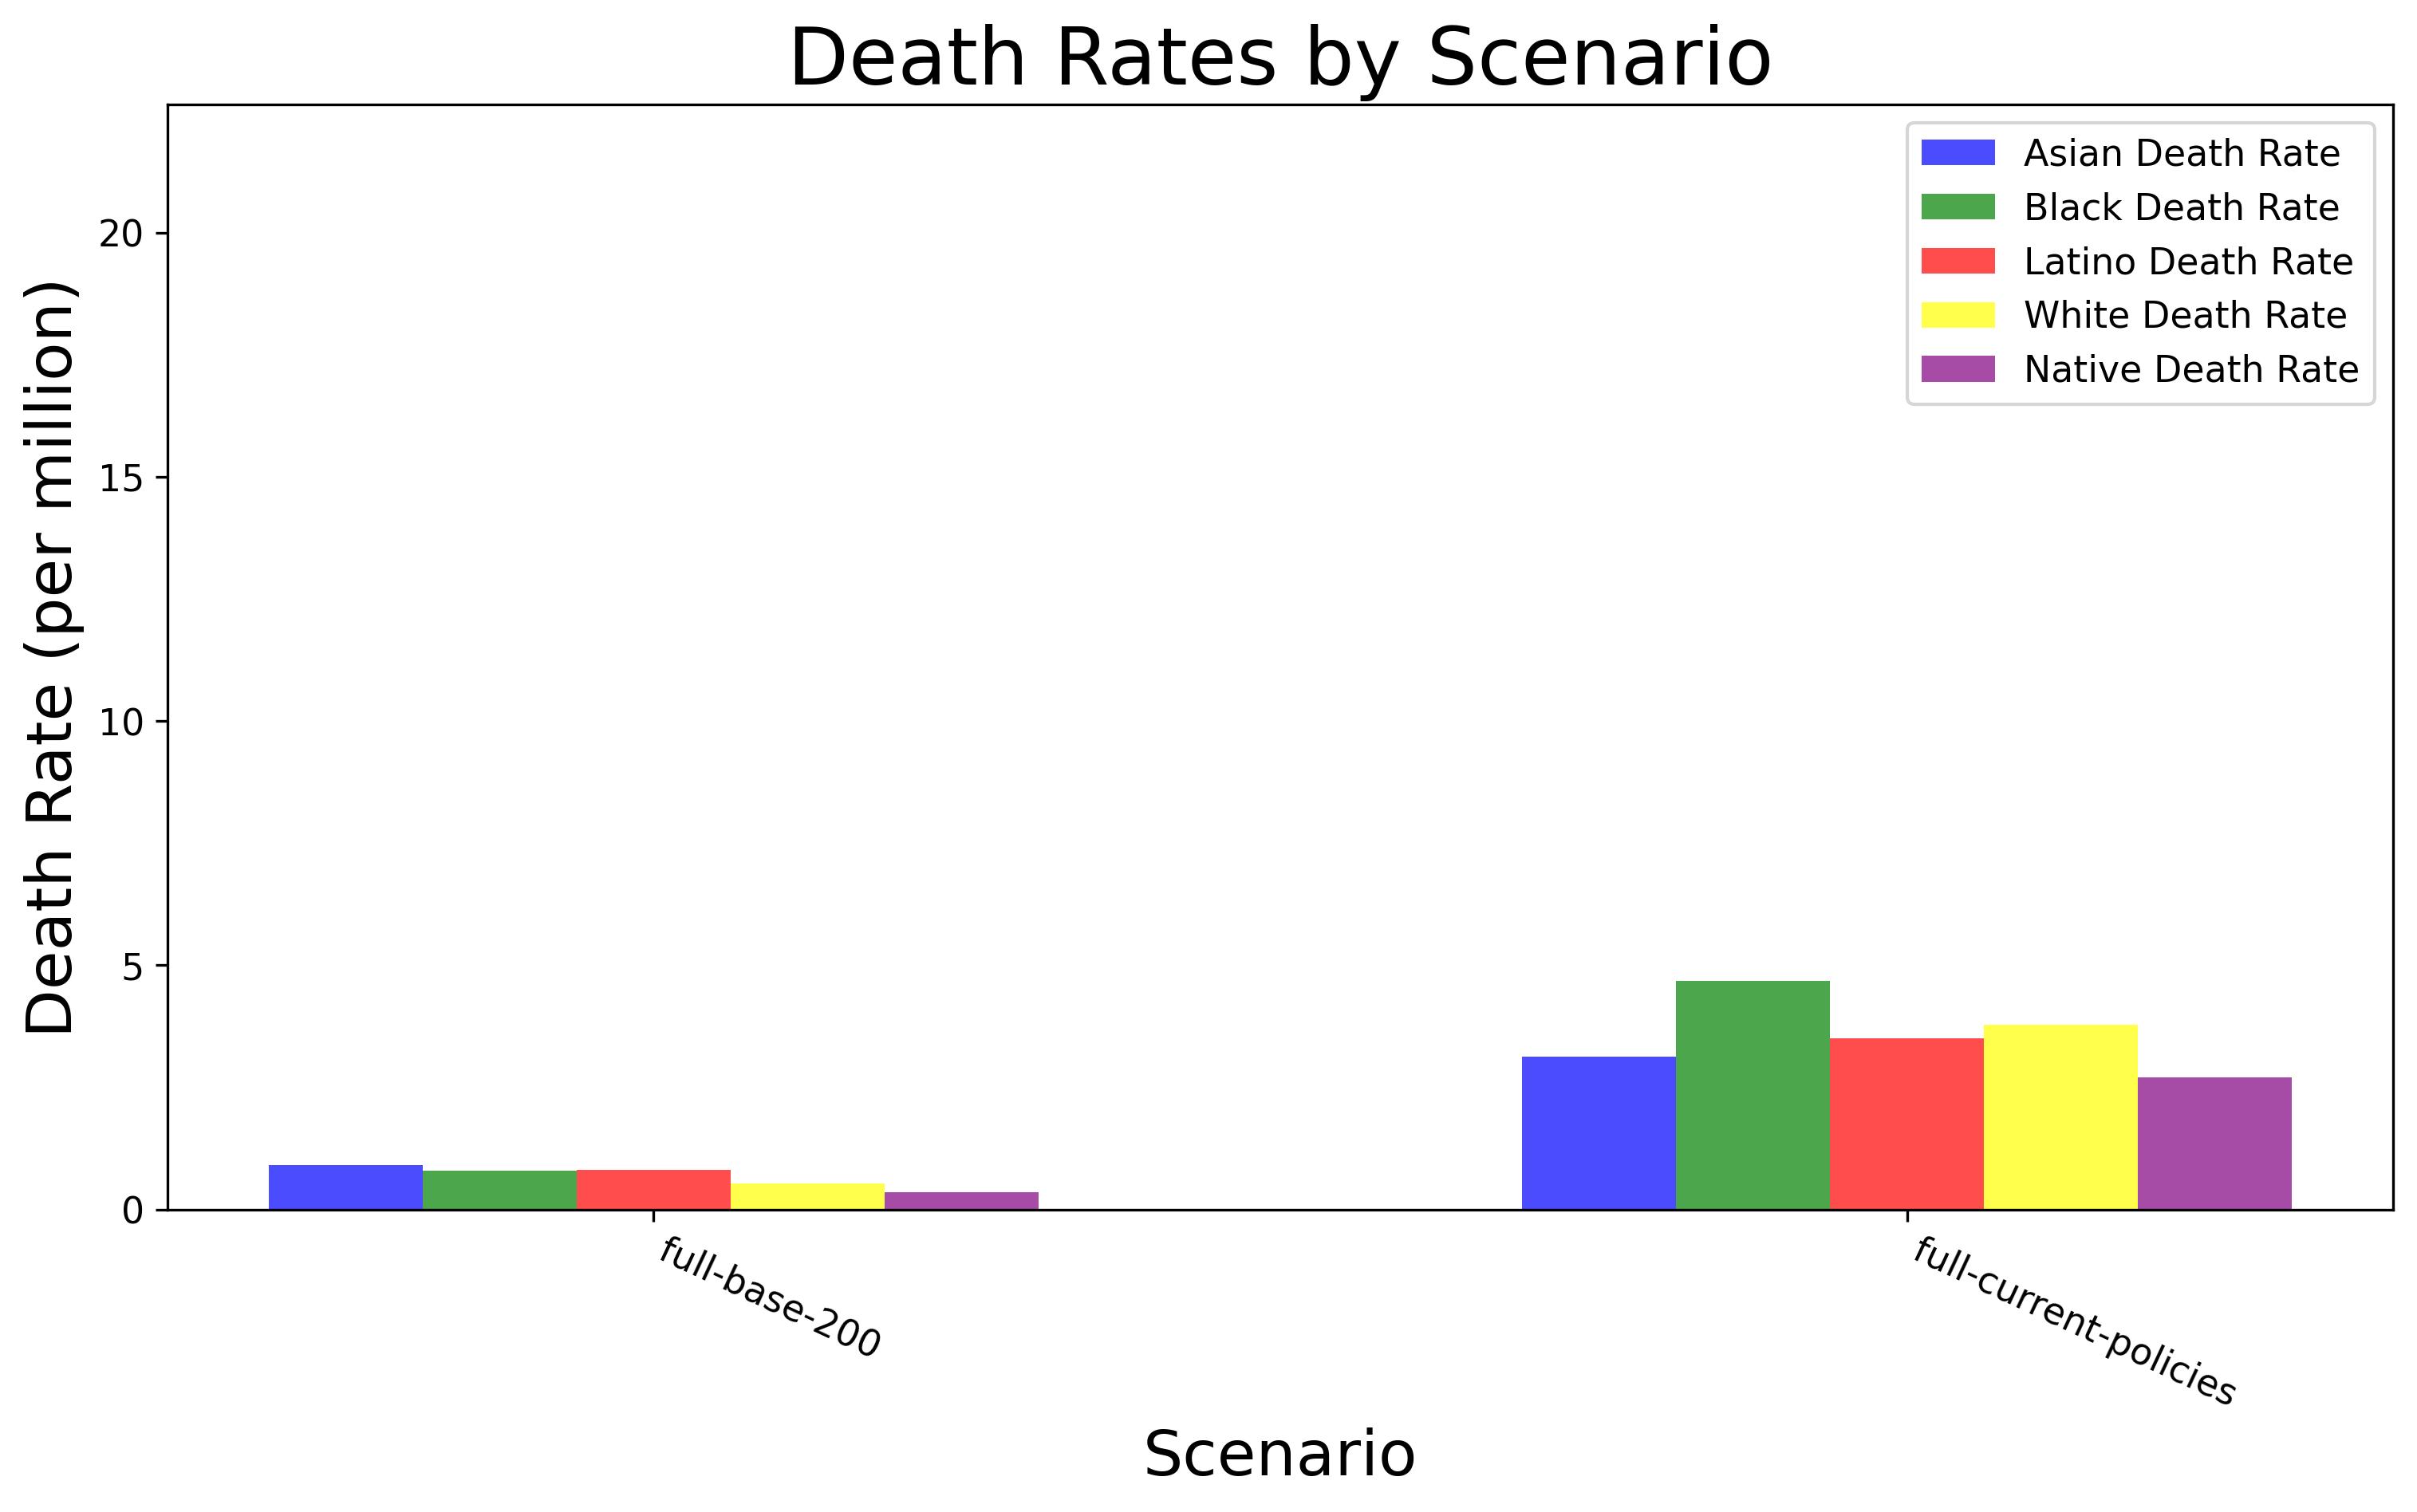 Death Rates by Scenario
Death Rate (per million)
20
15
10
5
0
Asian Death Rate
Black Death Rate
Latino Death Rate
White Death Rate
Native Death Rate
full-base-200
full-current-policies
Scenario